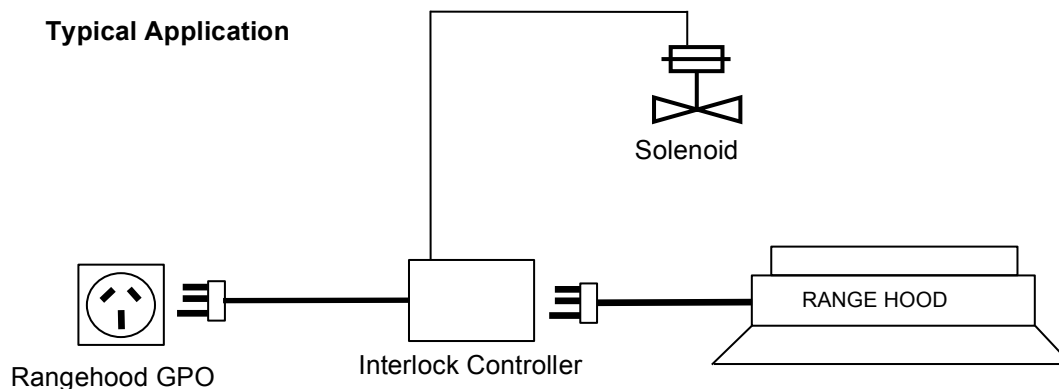 Typical Application
Solenoid
RANGE HOOD
Interlock Controller
Rangehood GPO